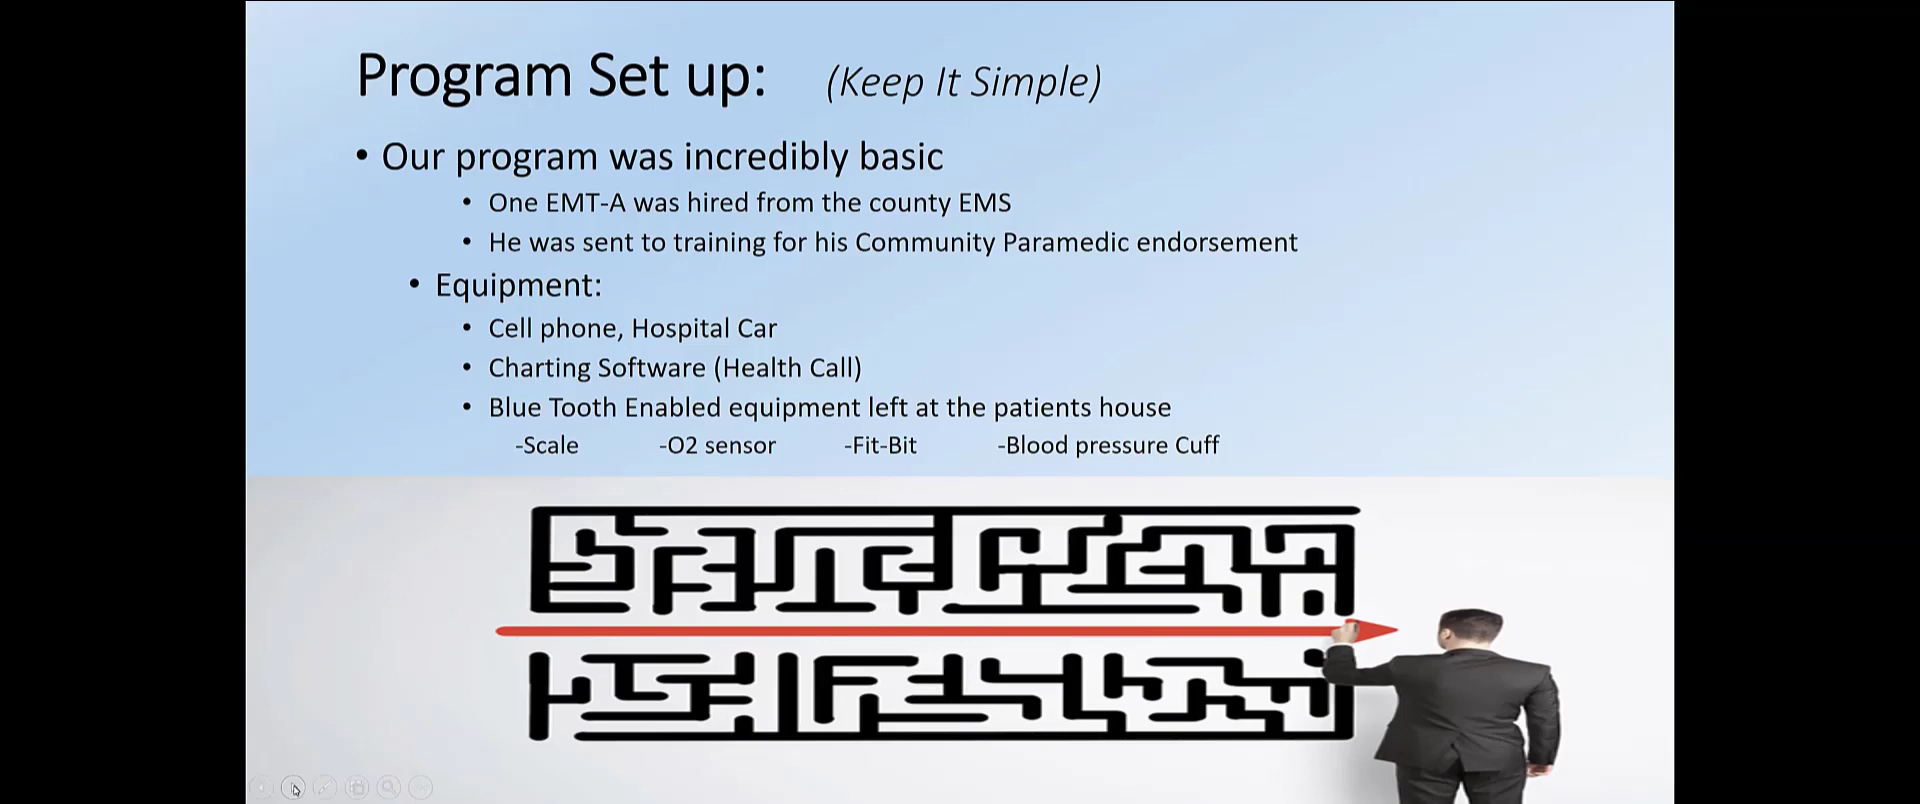 Program Set up: (Keep It Simple)
• Our program was incredibly basic
• One EMT-A was hired from the county EMS
• He was sent to training for his Community Paramedic endorsement
• Equipment:
• Cell phone, Hospital Car
• Charting Software (Health Call)
• Blue Tooth Enabled equipment left at the patients house
-Scale -O2 sensor -Fit-Bit -Blood pressure Cuff